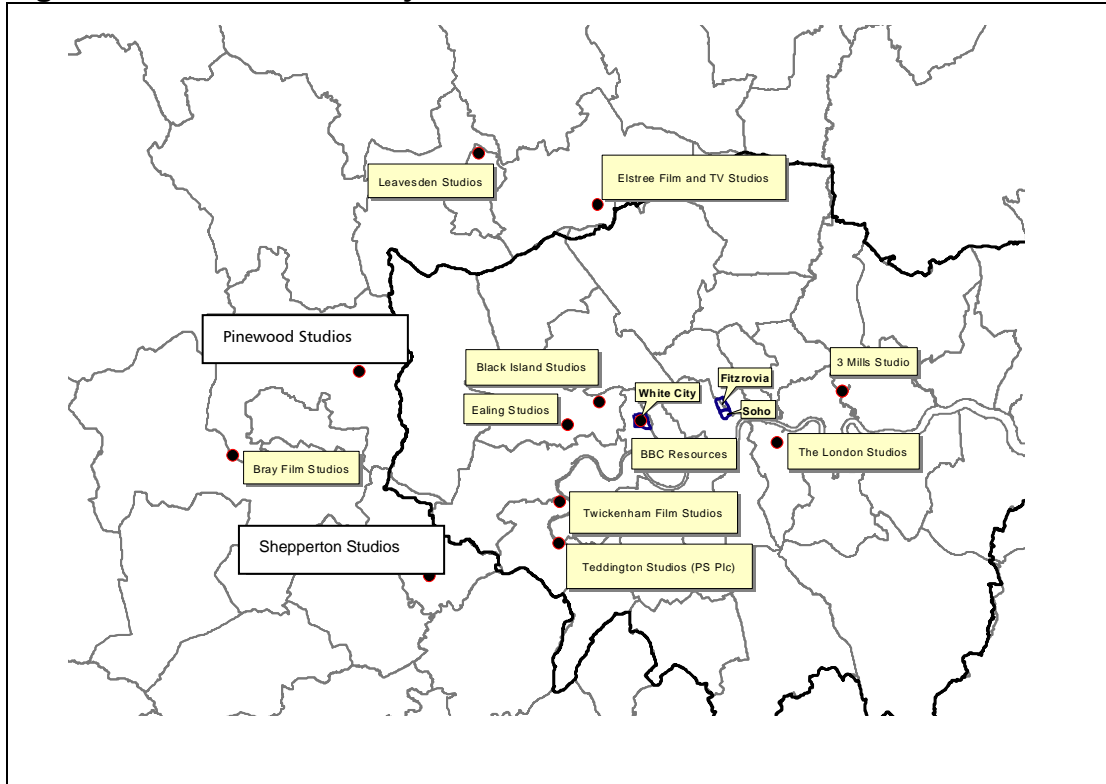 Leavesden Studios
Elstree Film and TV Studios
Pinewood Studios
Black Island Studios
3 Mills Studio
Fitzrovia
White City
Ealing Studios
Soho
BBC Resources
The London Studios
Bray Film Studios
Twickenham Film Studios
Shepperton Studios
Teddington Studios (PS Plc)